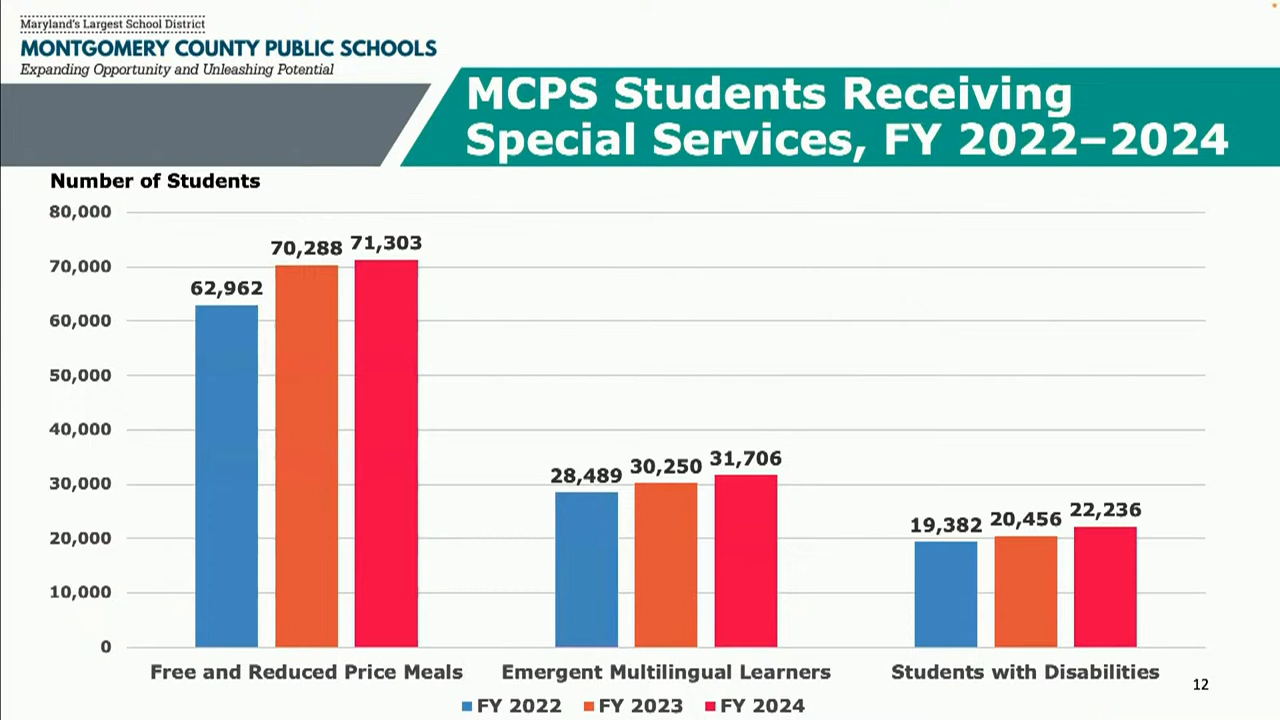 Maryland's Largest School District
MONTGOMERY COUNTY PUBLIC SCHOOLS
Expanding Opportunity and Unleashing Potential
MCPS Students Receiving
Special Services, FY 2022–2024
Number of Students
80,000
70,000
60,000
50,000
40,000
30,000
20,000
10,000
0
62,962
70,288
71,303
28,489
30,250
31,706
19,382
20,456
22,236
Free and Reduced Price Meals
Emergent Multilingual Learners
Students with Disabilities
FY 2022
FY 2023
FY 2024
12